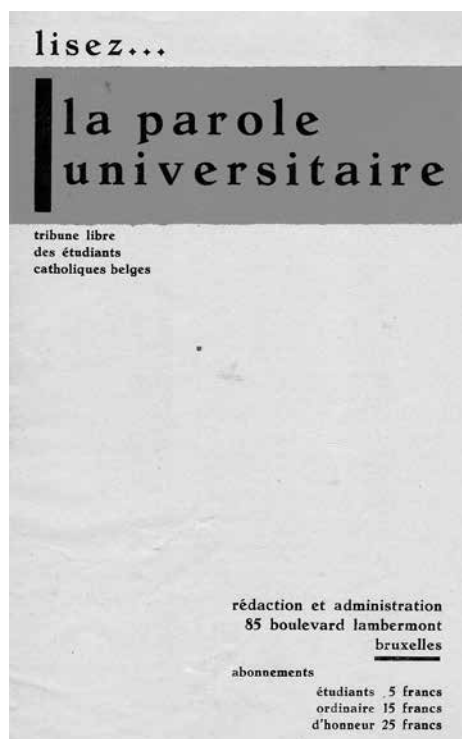 lisez...
la parole
universitaire
tribune libre
des étudiants
catholiques belges
rédaction et administration
85 boulevard lambermont
bruxelles
abonnements
étudiants 5 francs
ordinaire 15 francs
d'honneur 25 francs